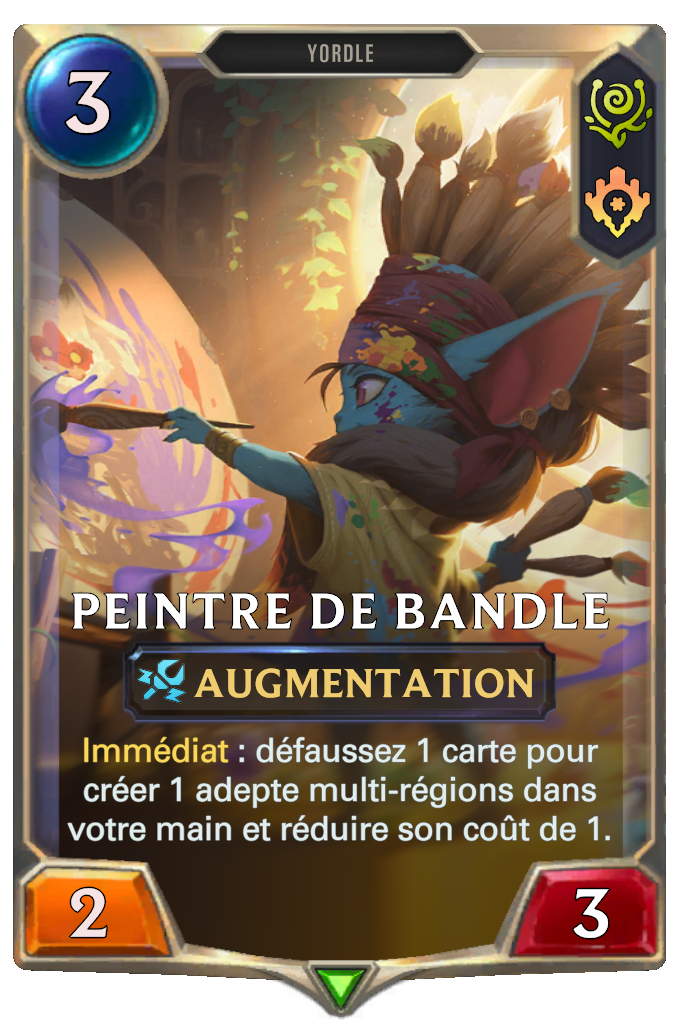 3
YORDLE
PEINTRE DE BANDLE
AUGMENTATION
Immédiat : défaussez 1 carte pour
créer 1 adepte multi-régions dans
votre main et réduire son coût de 1.
2
3